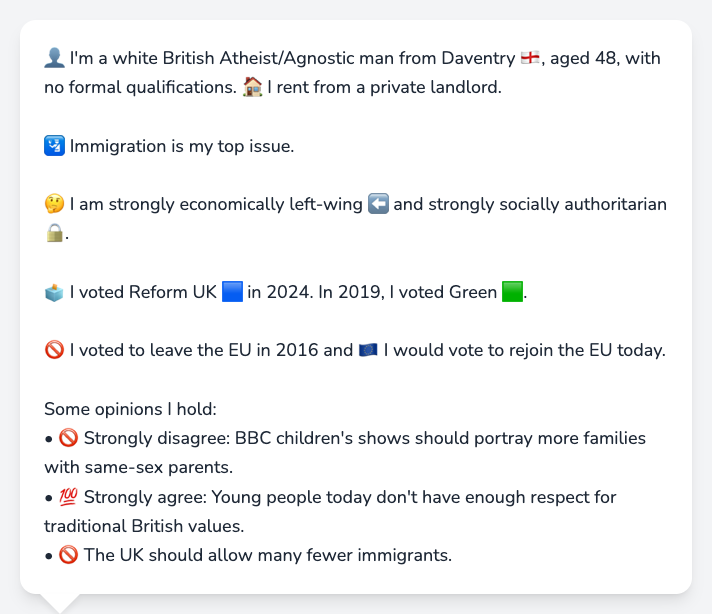 👤 I'm a white British Atheist/Agnostic man from Daventry 🏴󠁧󠁢󠁥󠁮󠁧󠁿, aged 48, with
no formal qualifications. 🏠 I rent from a private landlord.
🛂 Immigration is my top issue.
🤔 I am strongly economically left-wing ⬅️ and strongly socially authoritarian
🔒.
🗳️ I voted Reform UK 🟦 in 2024. In 2019, I voted Green 🟩.
🚫 I voted to leave the EU in 2016 and 🇪🇺 I would vote to rejoin the EU today.
Some opinions I hold:
• 🚫 Strongly disagree: BBC children's shows should portray more families
with same-sex parents.
• 💯 Strongly agree: Young people today don't have enough respect for
traditional British values.
• 🚫 The UK should allow many fewer immigrants.